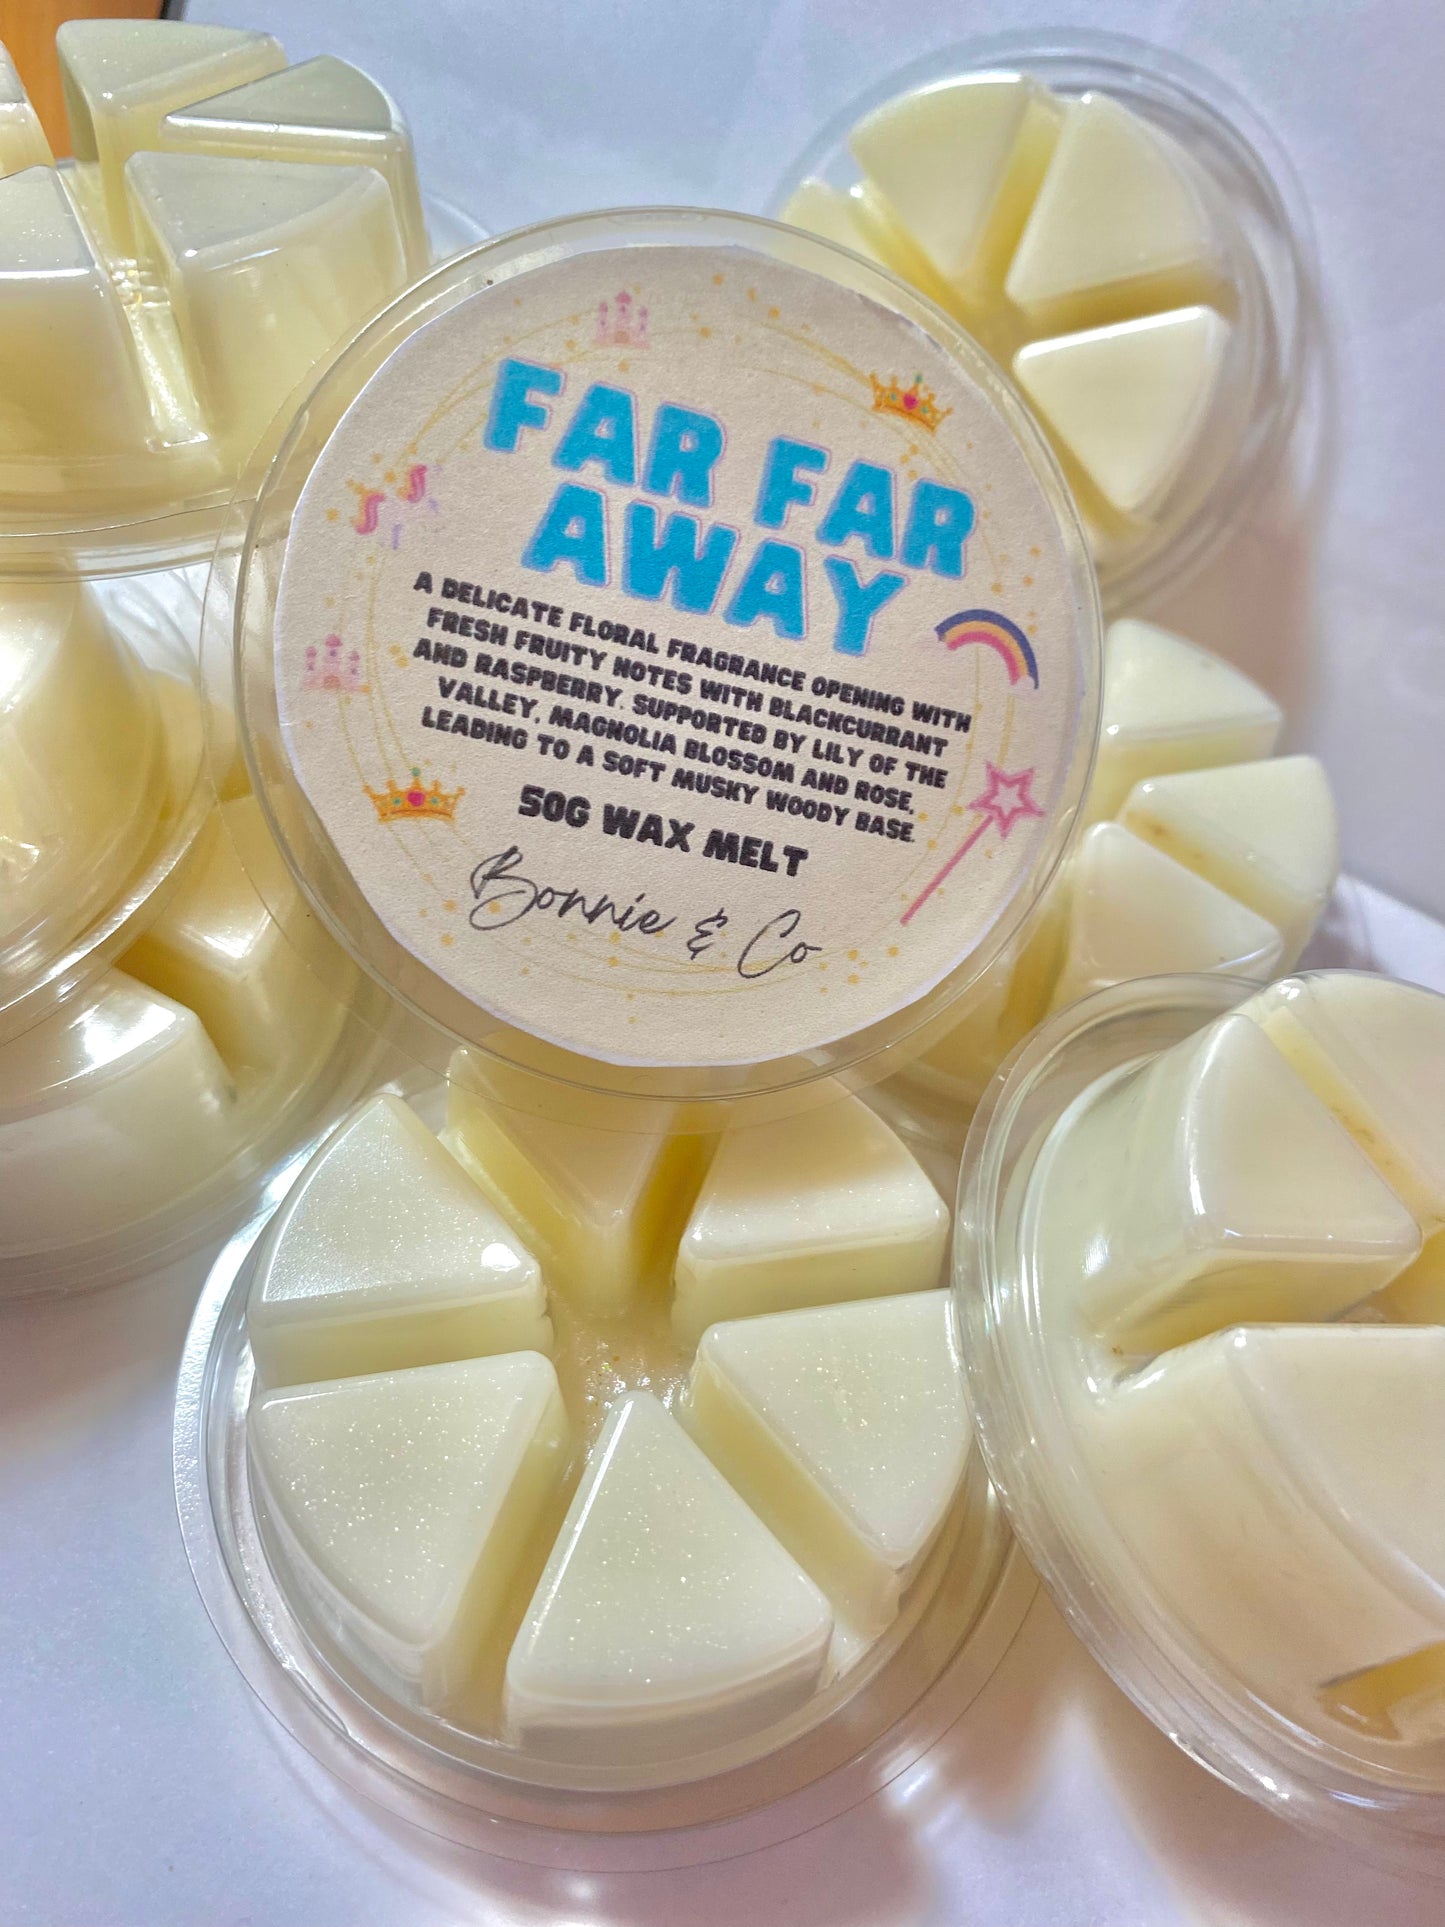 FAR FAR
AWAY
A DELICATE FLORAL FRAGRANCE OPENING WITH
FRESH FRUITY NOTES WITH BLACKCURRANT
AND RASPBERRY. SUPPORTED BY LILY OF THE
VALLEY, MAGNOLIA BLOSSOM AND ROSE,
LEADING TO A SOFT MUSKY WOODY BASE.
50G WAX MELT
Bonnie & Co